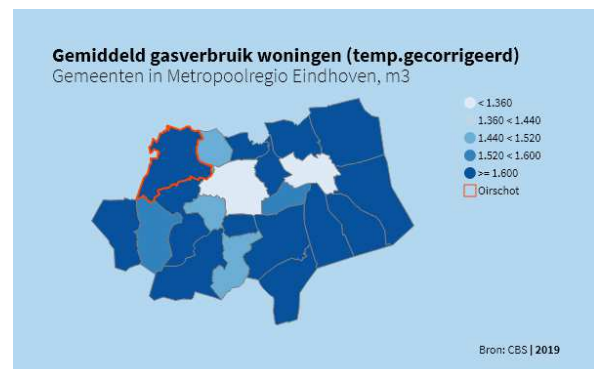 Gemiddeld gasverbruik woningen (temp.gecorrigeerd)
Gemeenten in Metropoolregio Eindhoven, m3
< 1.360
1.360 < 1.440
1.440 < 1.520
1.520 < 1.600
>= 1.600
Oirschot
Bron: CBS | 2019